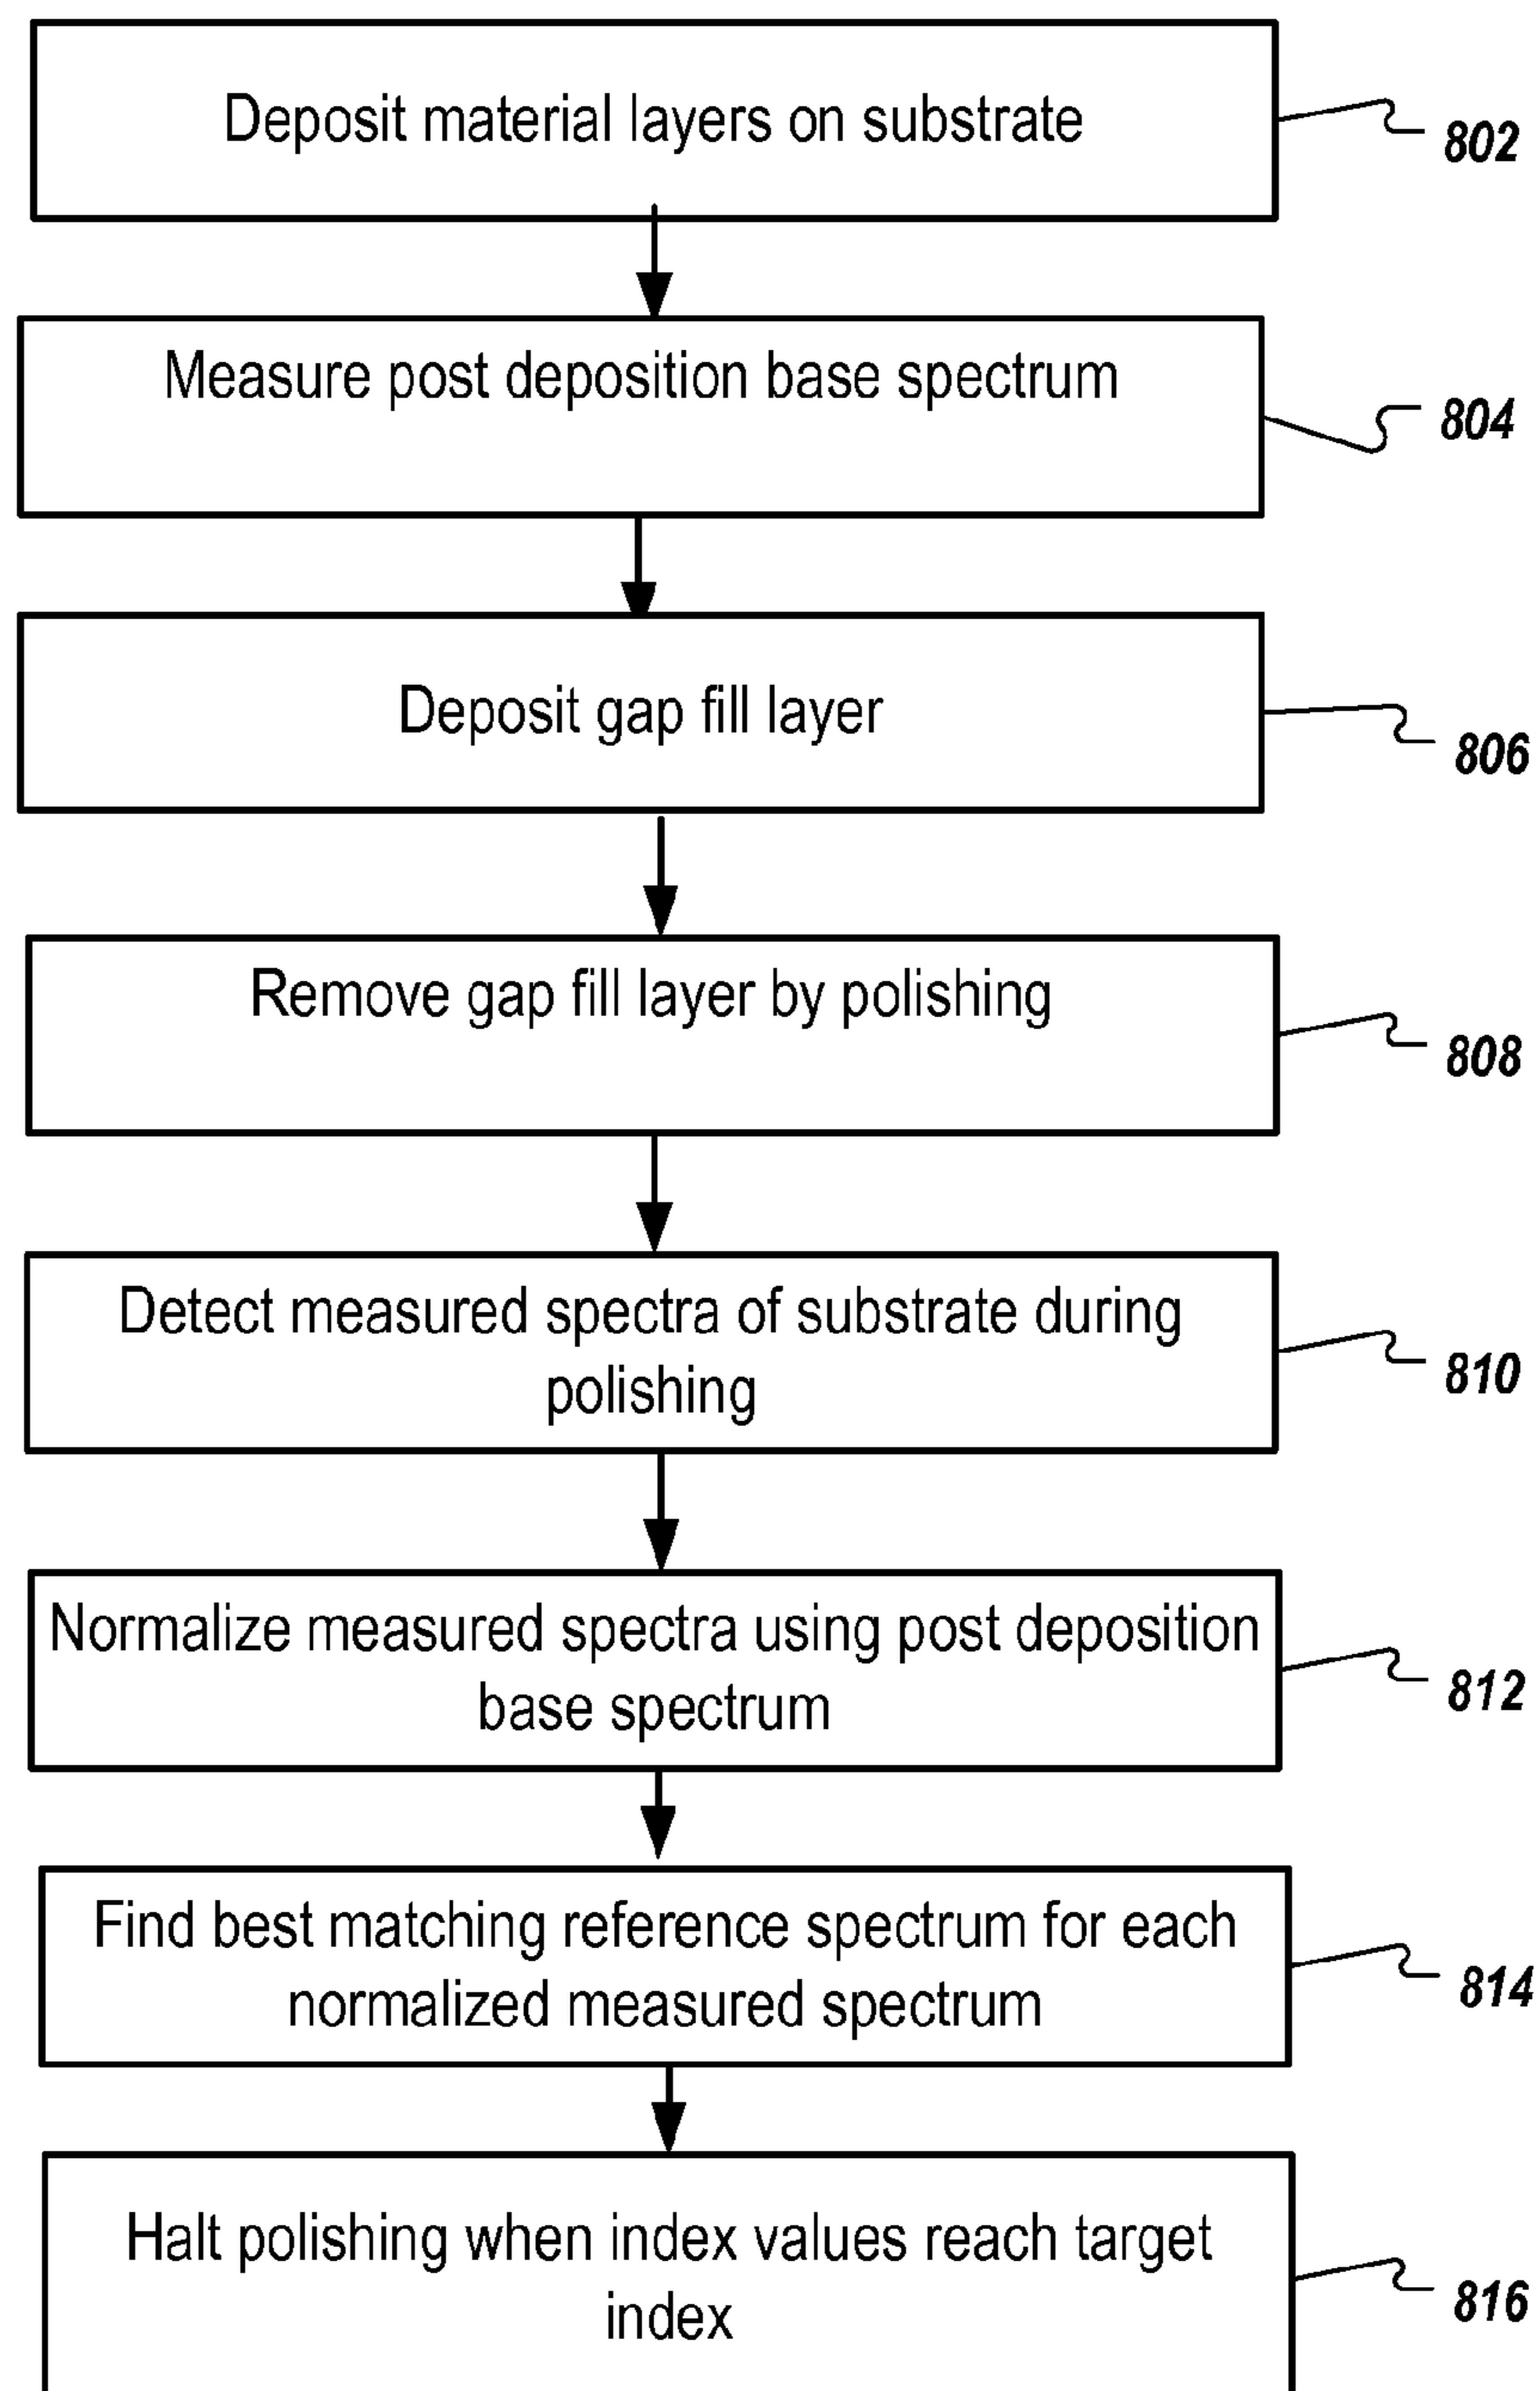 Deposit material layers on substrate
802
Measure post deposition base spectrum
804
Deposit gap fill layer
806
Remove gap fill layer by polishing
808
Detect measured spectra of substrate during
polishing
810
Normalize measured spectra using post deposition
base spectrum
812
Find best matching reference spectrum for each
normalized measured spectrum
814
Halt polishing when index values reach target
index
816